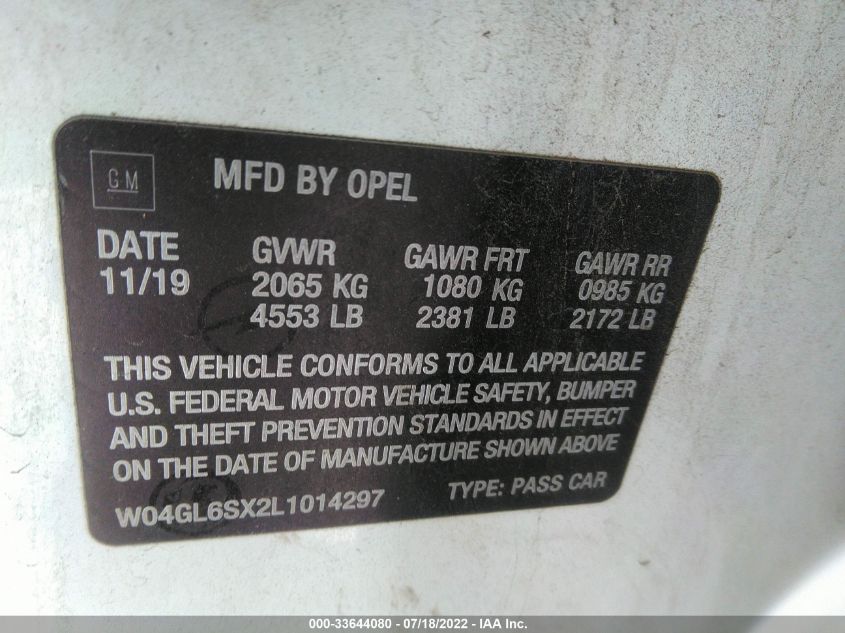 GM MFD BY OPEL
DATE GVWR GAWR FRT GAWR RR
11/19 2065 KG 1080 KG 0985 KG
4553 LB 2381 LB 2172 LB
THIS VEHICLE CONFORMS TO ALL APPLICABLE
U.S. FEDERAL MOTOR VEHICLE SAFETY, BUMPER
AND THEFT PREVENTION STANDARDS IN EFFECT
ON THE DATE OF MANUFACTURE SHOWN ABOVE
W04GL6SX2L1014297 TYPE: PASS CAR
000-33644080 - 07/18/2022 - IAA Inc.